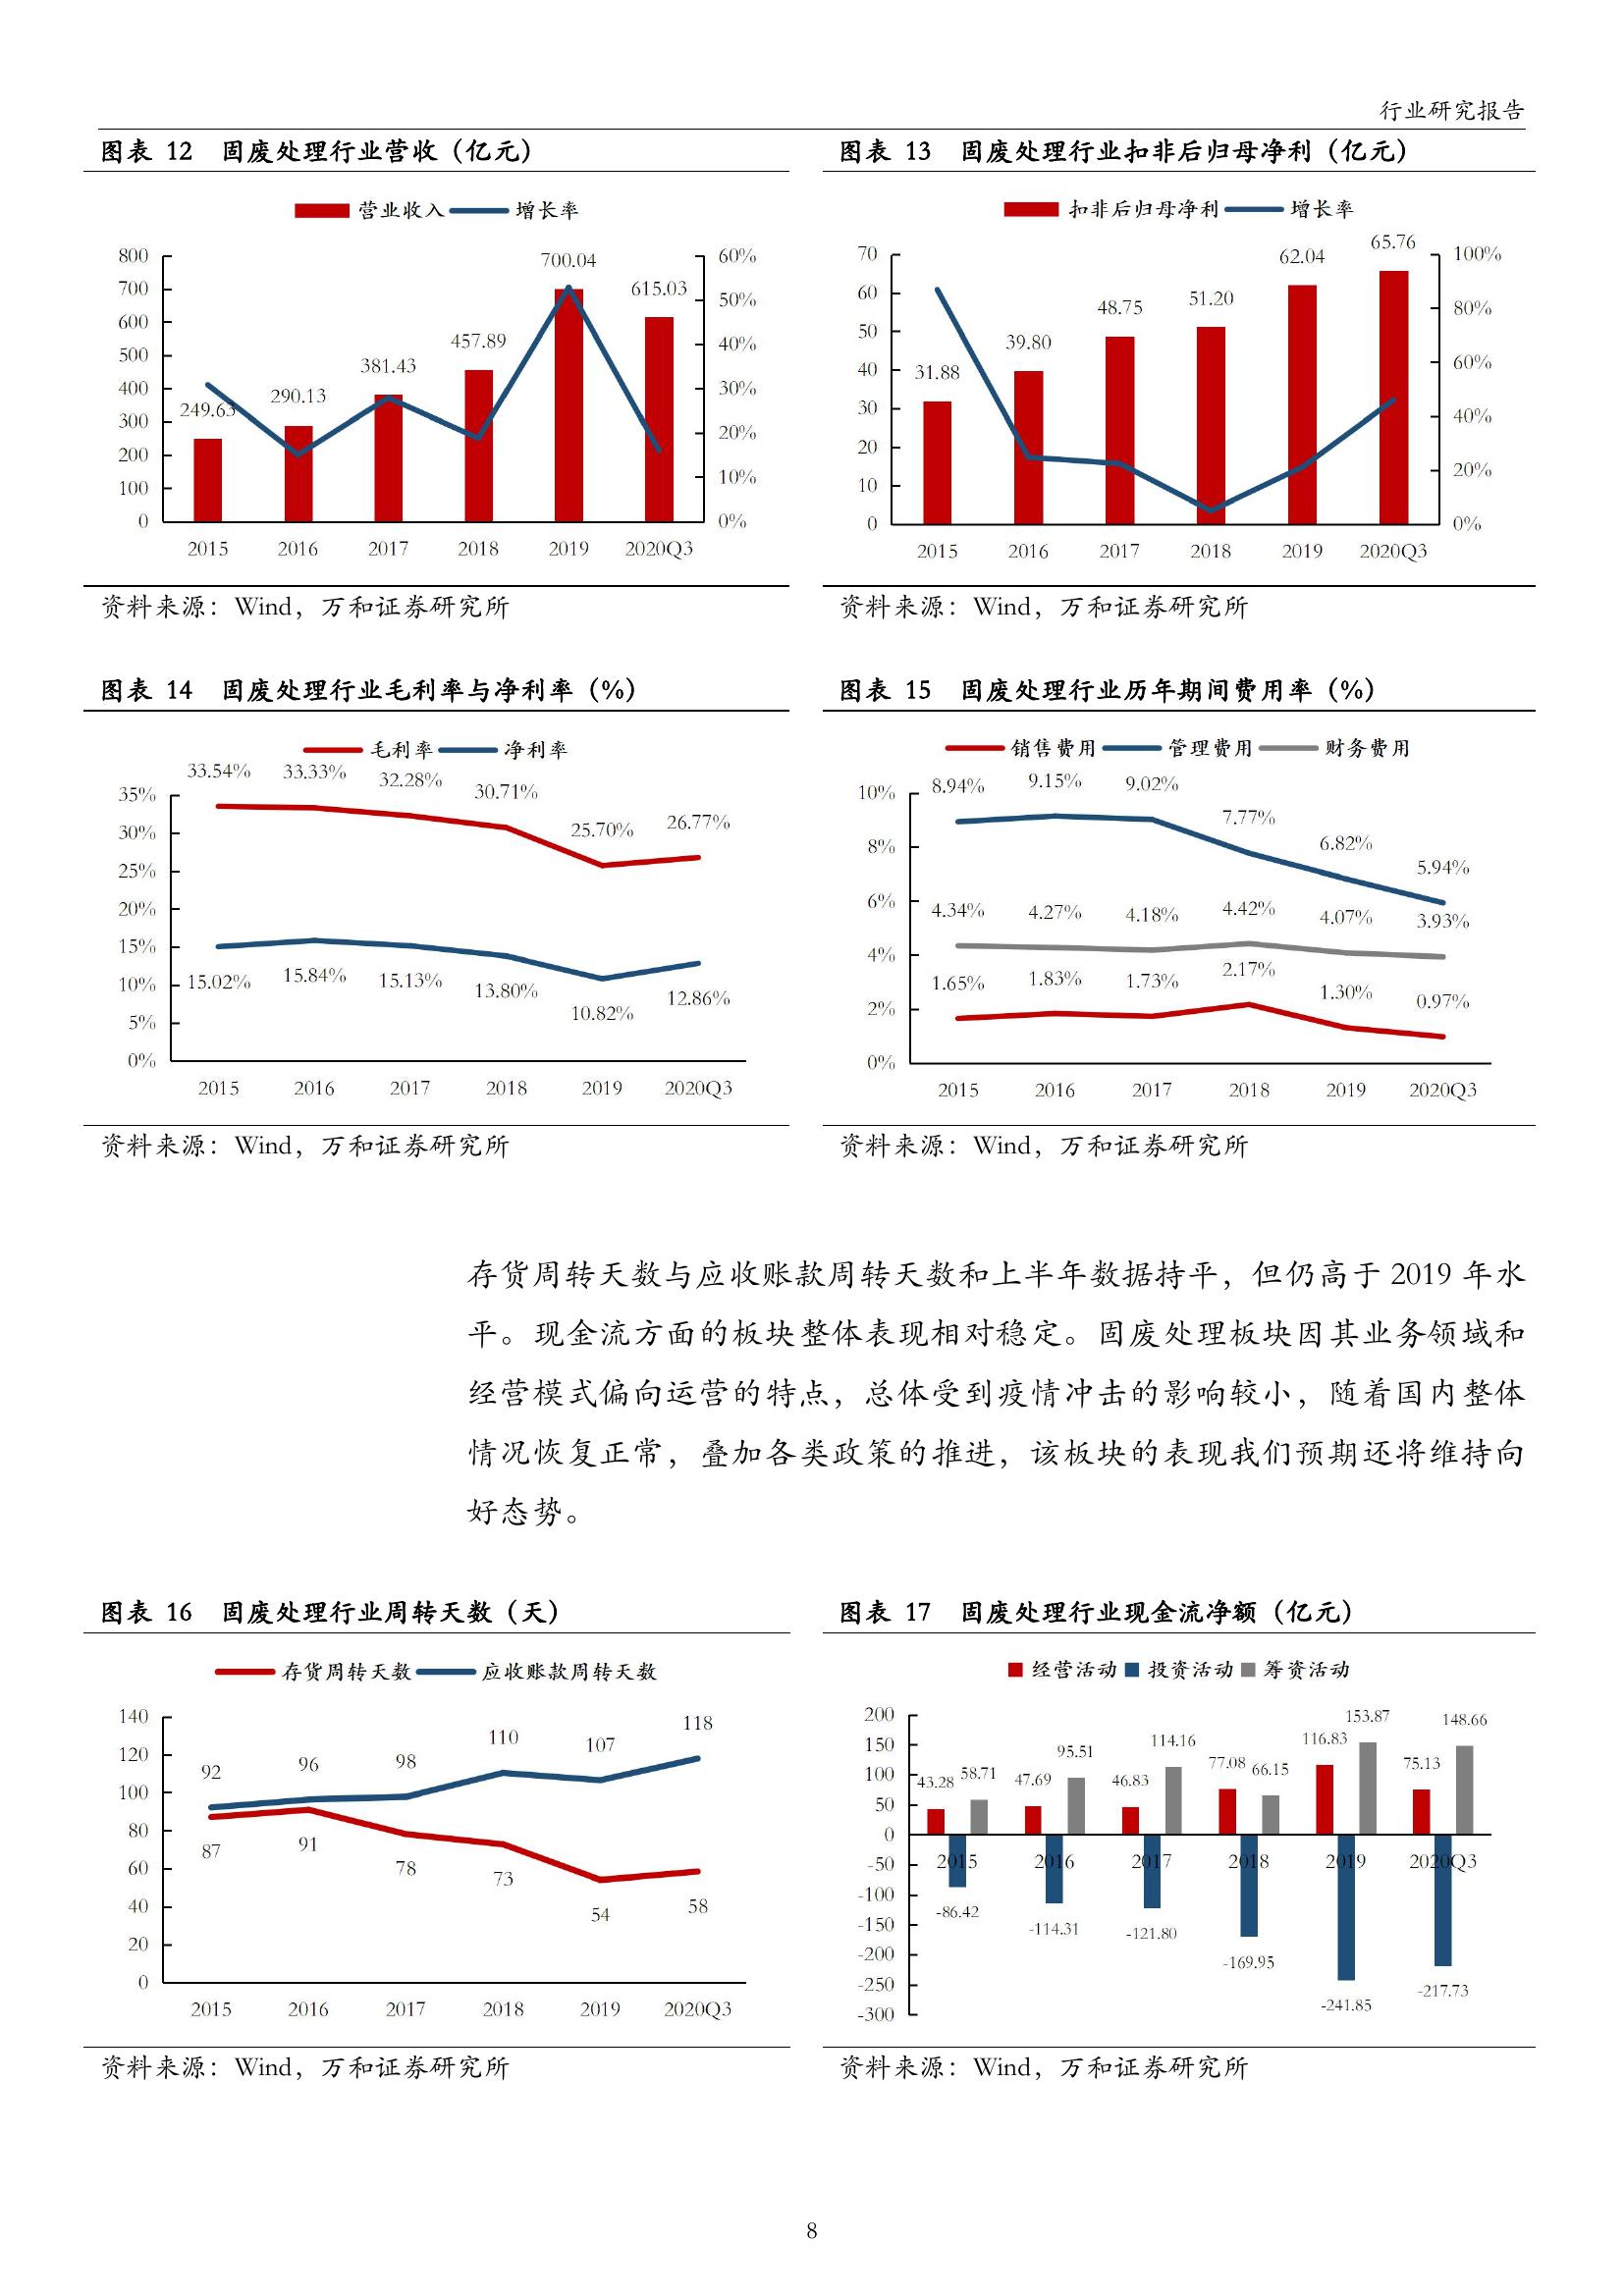 行业研究报告
图表 12 固废处理行业营收（亿元）
营业收入 增长率
800
700
600
500
400
300
200
100
0
60%
50%
40%
30%
20%
10%
0%
249.63
290.13
381.43
457.89
700.04
615.03
2015 2016 2017 2018 2019 2020Q3
资料来源：Wind，万和证券研究所
图表 13 固废处理行业扣非后归母净利（亿元）
扣非后归母净利 增长率
70
60
50
40
30
20
10
0
100%
80%
60%
40%
20%
0%
31.88
39.80
48.75
51.20
62.04
65.76
2015 2016 2017 2018 2019 2020Q3
资料来源：Wind，万和证券研究所
图表 14 固废处理行业毛利率与净利率（%）
毛利率 净利率
35%
30%
25%
20%
15%
10%
5%
0%
33.54% 33.33% 32.28% 30.71% 25.70% 26.77%
15.02% 15.84% 15.13% 13.80% 10.82% 12.86%
2015 2016 2017 2018 2019 2020Q3
资料来源：Wind，万和证券研究所
图表 15 固废处理行业历年期间费用率（%）
销售费用 管理费用 财务费用
10%
8%
6%
4%
2%
0%
8.94% 9.15% 9.02% 7.77% 6.82% 5.94%
4.34% 4.27% 4.18% 4.42% 4.07% 3.93%
1.65% 1.83% 1.73% 2.17% 1.30% 0.97%
2015 2016 2017 2018 2019 2020Q3
资料来源：Wind，万和证券研究所
存货周转天数与应收账款周转天数和上半年数据持平，但仍高于 2019 年水
平。现金流方面的板块整体表现相对稳定。固废处理板块因其业务领域和
经营模式偏向运营的特点，总体受到疫情冲击的影响较小，随着国内整体
情况恢复正常，叠加各类政策的推进，该板块的表现我们预期还将维持向
好态势。
图表 16 固废处理行业周转天数（天）
存货周转天数 应收账款周转天数
140
120
100
80
60
40
20
0
92 96 98 110 107 118
87 91 78 73 54 58
2015 2016 2017 2018 2019 2020Q3
资料来源：Wind，万和证券研究所
图表 17 固废处理行业现金流净额（亿元）
经营活动 投资活动 筹资活动
200
150
100
50
0
-50
-100
-150
-200
-250
-300
43.28 47.69 46.83 77.08 116.83 75.13
58.71 95.51 114.16 66.15 153.87 148.66
2015 2016 2017 2018 2019 2020Q3
-86.42 -114.31 -121.80 -169.95 -241.85 -217.73
资料来源：Wind，万和证券研究所
8